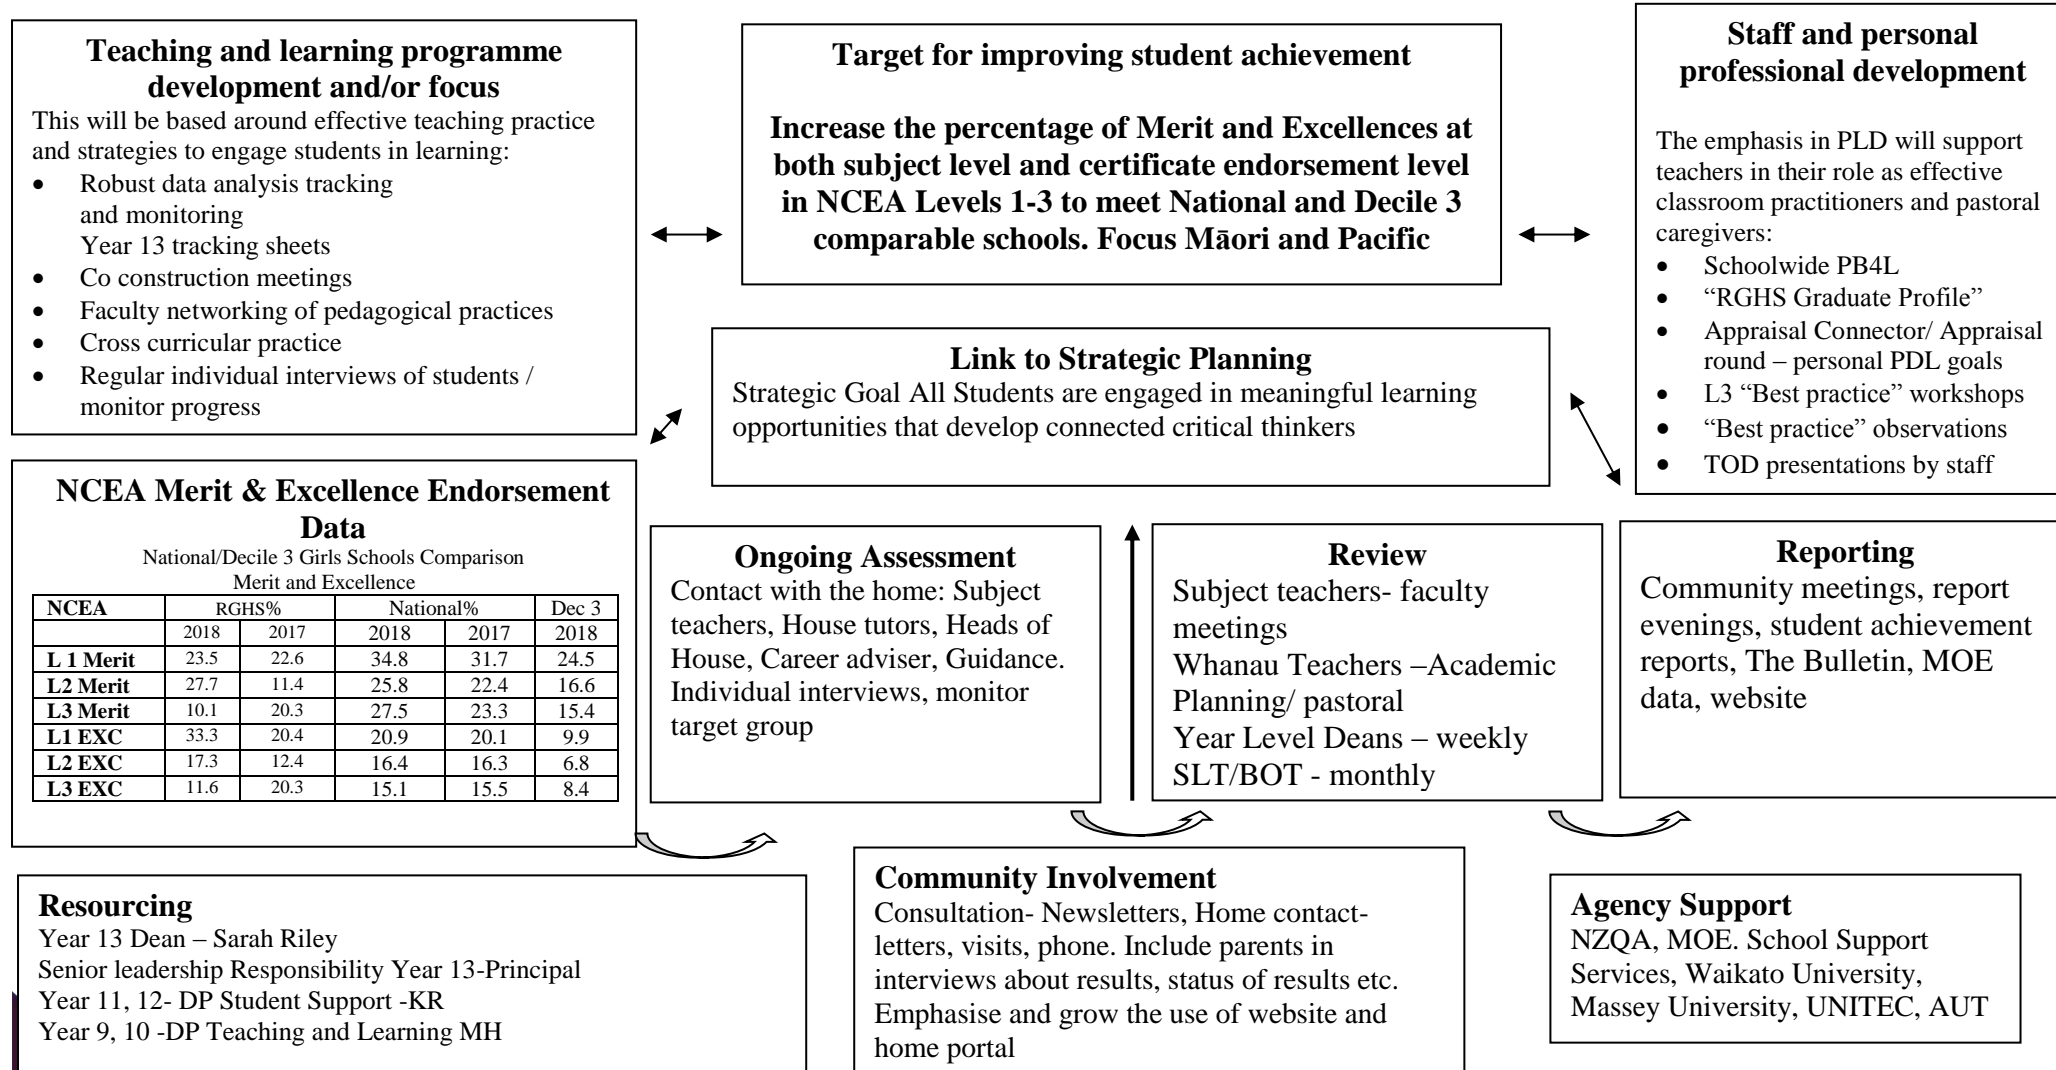 Teaching and learning programme
development and/or focus
This will be based around effective teaching practice
and strategies to engage students in learning:
• Robust data analysis tracking
and monitoring
Year 13 tracking sheets
• Co construction meetings
• Faculty networking of pedagogical practices
• Cross curricular practice
• Regular individual interviews of students /
monitor progress
Target for improving student achievement
Increase the percentage of Merit and Excellences at
both subject level and certificate endorsement level
in NCEA Levels 1-3 to meet National and Decile 3
comparable schools. Focus Māori and Pacific
Staff and personal
professional development
The emphasis in PLD will support
teachers in their role as effective
classroom practitioners and pastoral
caregivers:
• Schoolwide PB4L
• “RGHS Graduate Profile”
• Appraisal Connector/ Appraisal
round – personal PDL goals
• L3 “Best practice” workshops
• “Best practice” observations
• TOD presentations by staff
Link to Strategic Planning
Strategic Goal All Students are engaged in meaningful learning
opportunities that develop connected critical thinkers
NCEA Merit & Excellence Endorsement
Data
National/Decile 3 Girls Schools Comparison
Merit and Excellence
NCEA RGHS% National% Dec 3
2018 2017 2018 2017 2018
L 1 Merit 23.5 22.6 34.8 31.7 24.5
L2 Merit 27.7 11.4 25.8 22.4 16.6
L3 Merit 10.1 20.3 27.5 23.3 15.4
L1 EXC 33.3 20.4 20.9 20.1 9.9
L2 EXC 17.3 12.4 16.4 16.3 6.8
L3 EXC 11.6 20.3 15.1 15.5 8.4
Ongoing Assessment
Contact with the home: Subject
teachers, House tutors, Heads of
House, Career adviser, Guidance.
Individual interviews, monitor
target group
Review
Subject teachers- faculty
meetings
Whanau Teachers –Academic
Planning/ pastoral
Year Level Deans – weekly
SLT/BOT - monthly
Reporting
Community meetings, report
evenings, student achievement
reports, The Bulletin, MOE
data, website
Resourcing
Year 13 Dean – Sarah Riley
Senior leadership Responsibility Year 13-Principal
Year 11, 12- DP Student Support -KR
Year 9, 10 -DP Teaching and Learning MH
Community Involvement
Consultation- Newsletters, Home contact-
letters, visits, phone. Include parents in
interviews about results, status of results etc.
Emphasise and grow the use of website and
home portal
Agency Support
NZQA, MOE. School Support
Services, Waikato University,
Massey University, UNITEC, AUT